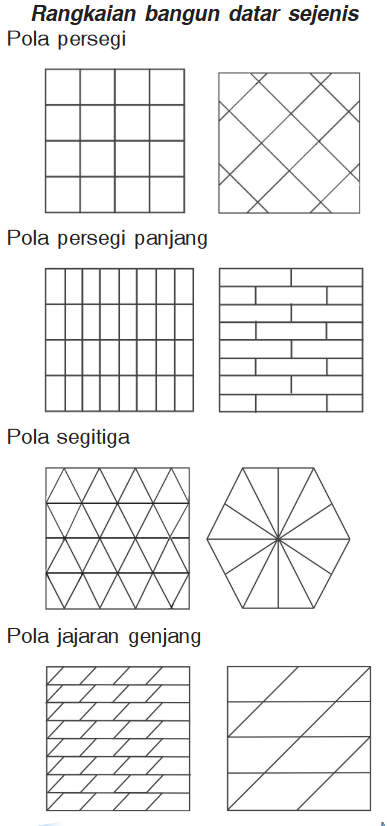 Rangkaian bangun datar sejenis
Pola persegi
Pola persegi panjang
Pola segitiga
Pola jajaran genjang